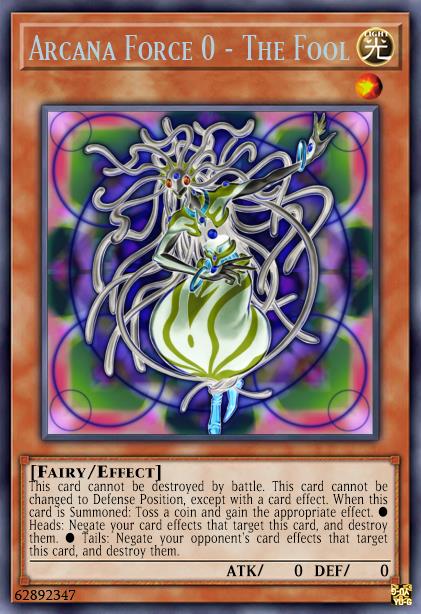 Arcana Force 0 - The Fool
LIGHT
光
[Fairy/Effect]
This card cannot be destroyed by battle. This card cannot be
changed to Defense Position, except with a card effect. When this
card is Summoned: Toss a coin and gain the appropriate effect. ●
Heads: Negate your card effects that target this card, and destroy
them. ● Tails: Negate your opponent's card effects that target
this card, and destroy them.
ATK/ 0 DEF/ 0
62892347